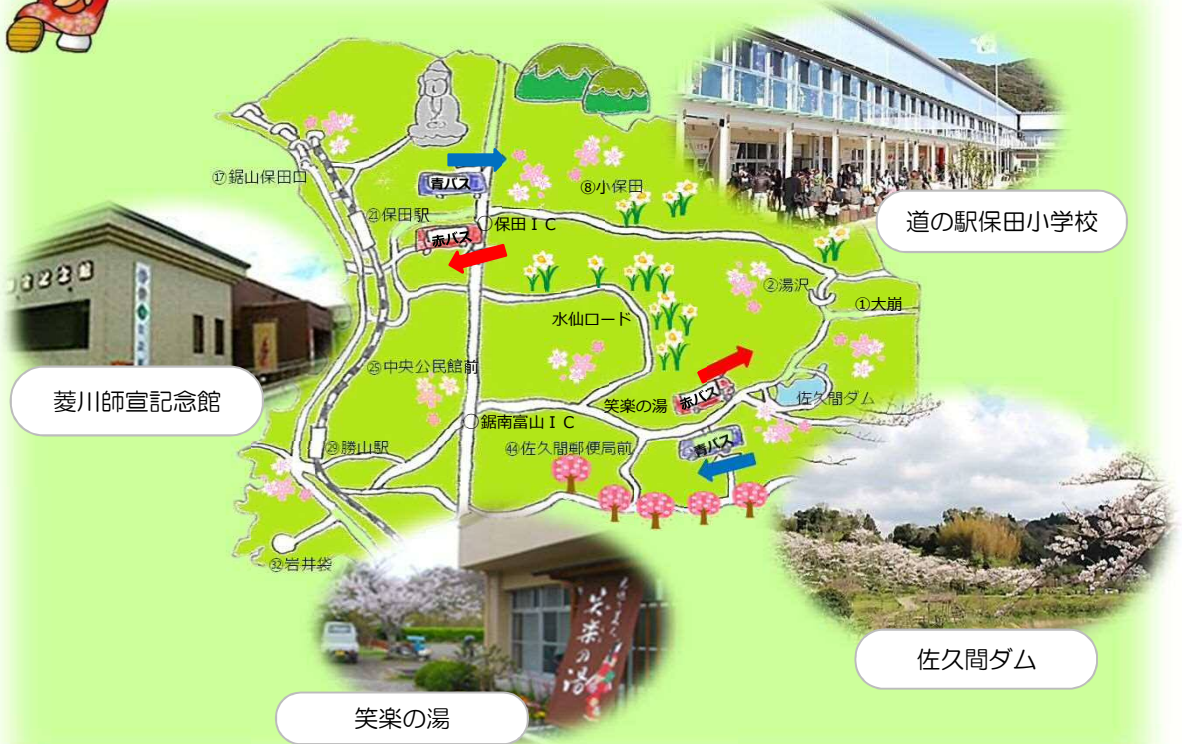 ⑰鋸山保田口
青バス
⑧小保田
道の駅保田小学校
㉑保田駅
○保田IC
赤バス
②湯沢
①大崩
水仙ロード
㉕中央公民館前
菱川師宣記念館
笑楽の湯
赤バス
佐久間ダム
○鋸南富山IC
㉙勝山駅
㊹佐久間郵便局前
青バス
㉜岩井袋
笑楽の湯
佐久間ダム
笑楽の湯